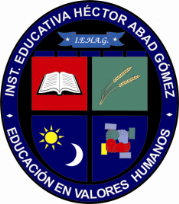 INST. EDUCATIVA HÉCTOR ABAD GÓMEZ
I.E.H.A.G.
EDUCACIÓN EN VALORES HUMANOS